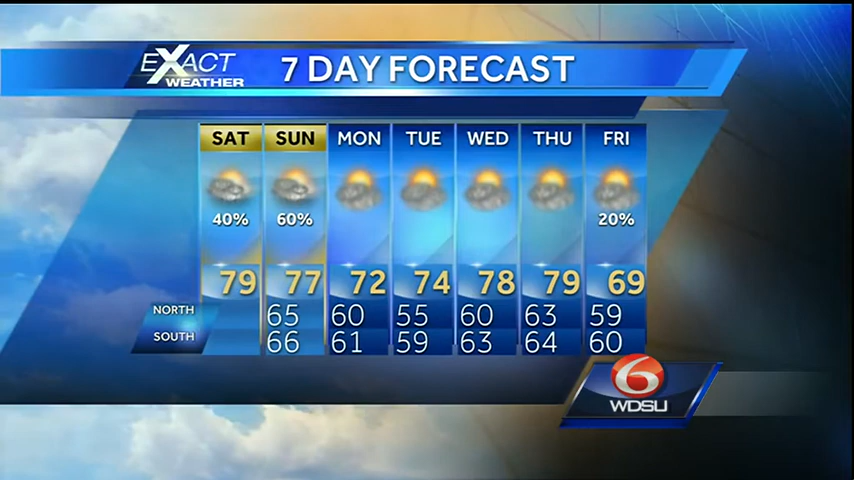 EXACT
WEATHER
7 DAY FORECAST
SAT SUN MON TUE WED THU FRI
40% 60% 20%
79 77 72 74 78 79 69
NORTH 65 60 55 60 63 59
SOUTH 66 61 59 63 64 60
6
WDSU